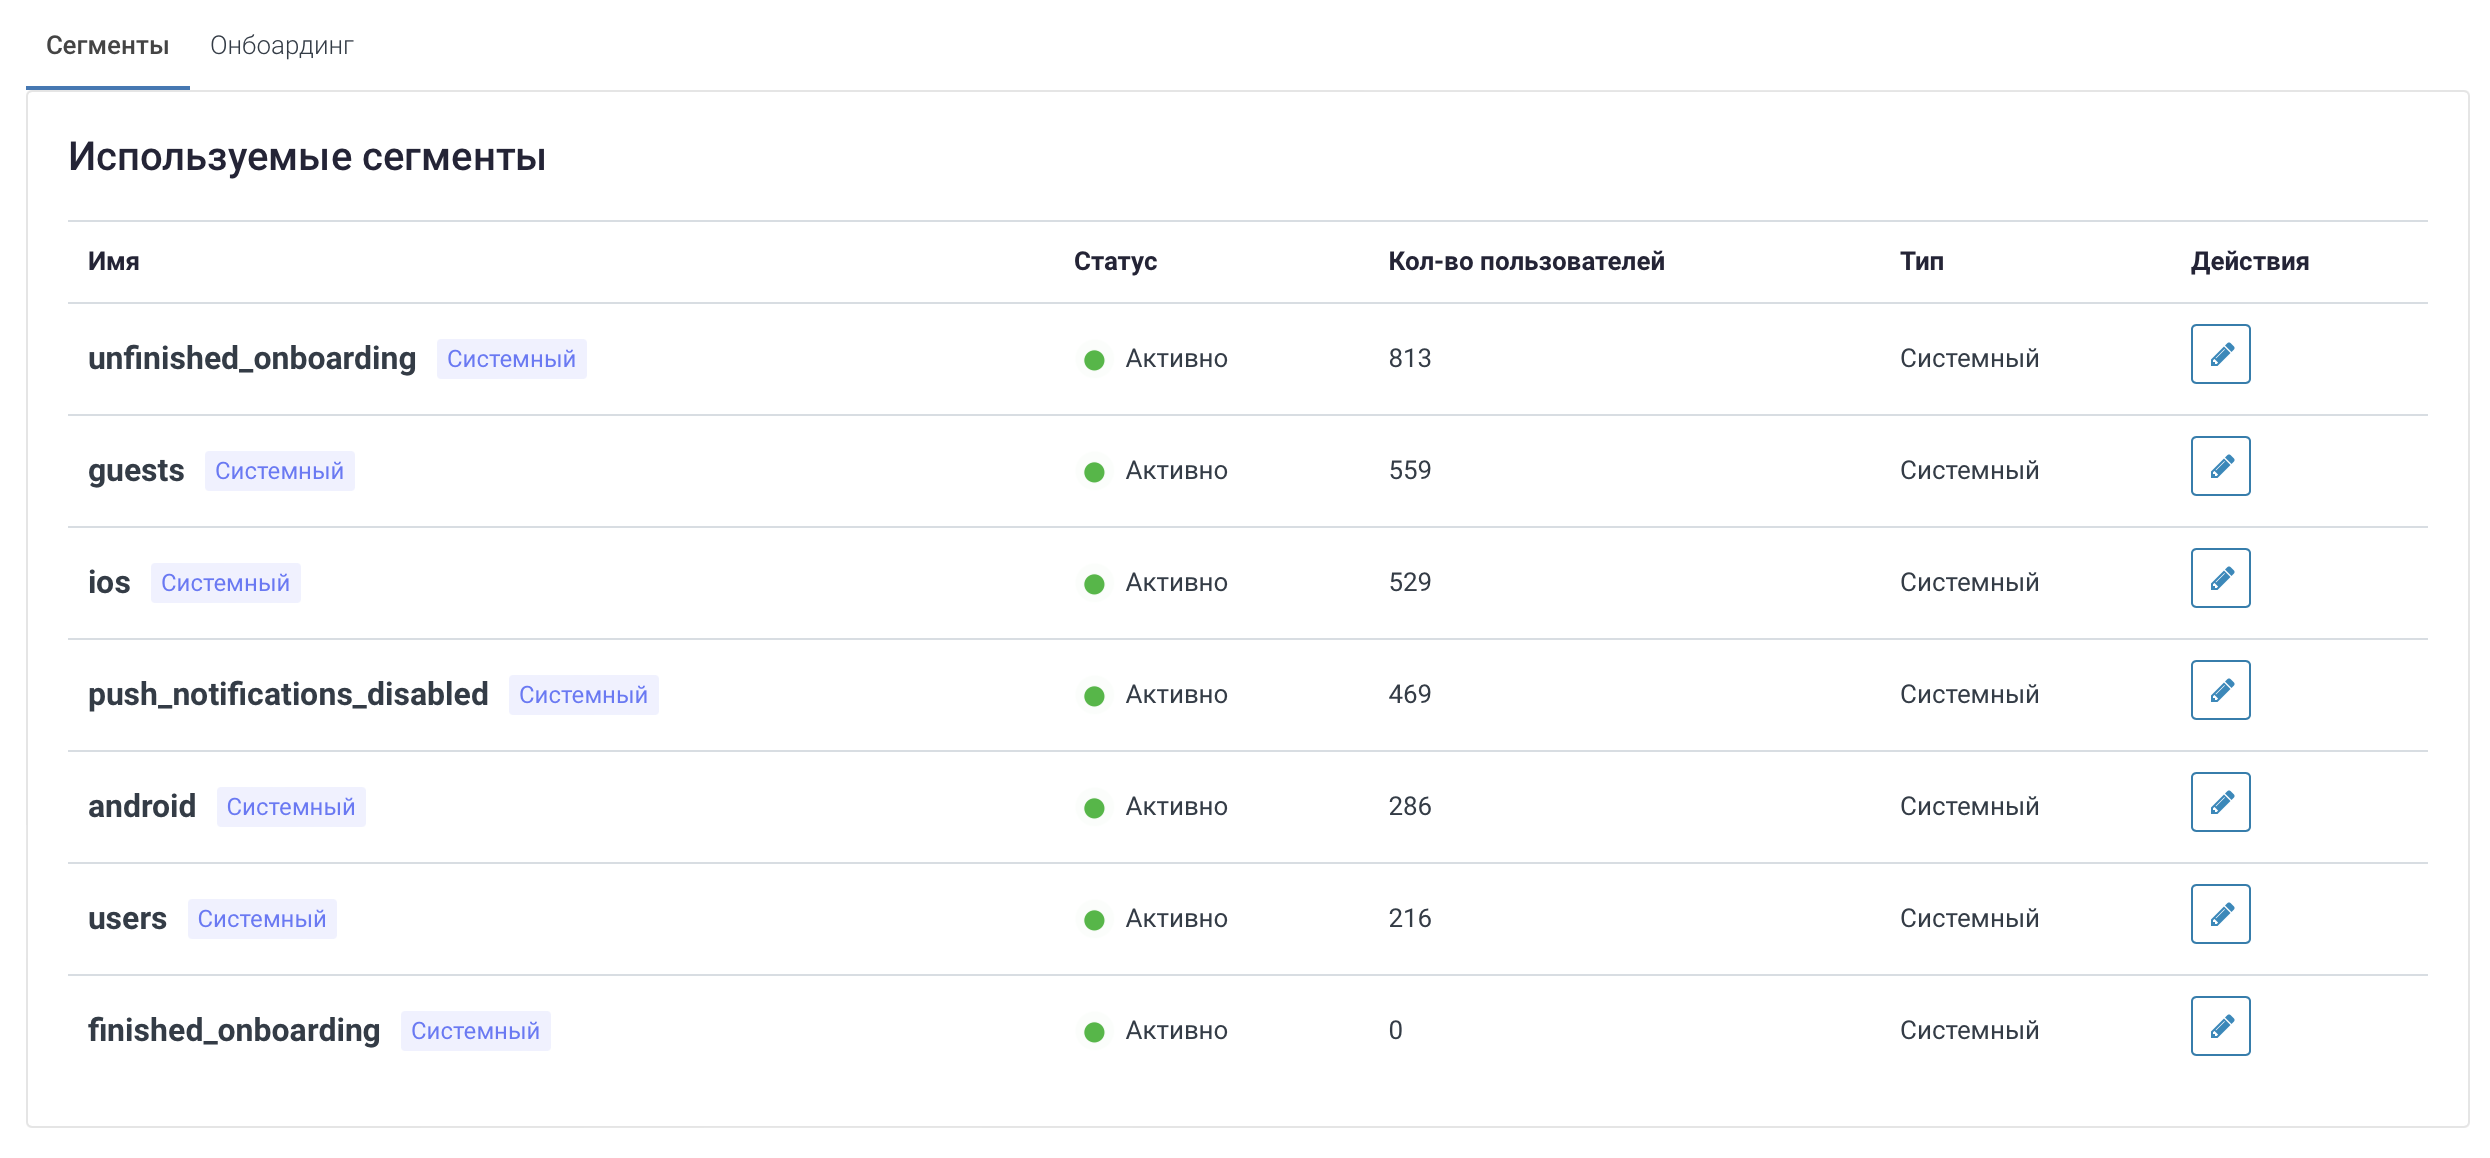 Сегменты Онбоардинг
Используемые сегменты
Имя Статус Кол-во пользователей Тип Действия
unfinished_onboarding Системный Активно 813 Системный
guests Системный Активно 559 Системный
ios Системный Активно 529 Системный
push_notifications_disabled Системный Активно 469 Системный
android Системный Активно 286 Системный
users Системный Активно 216 Системный
finished_onboarding Системный Активно 0 Системный